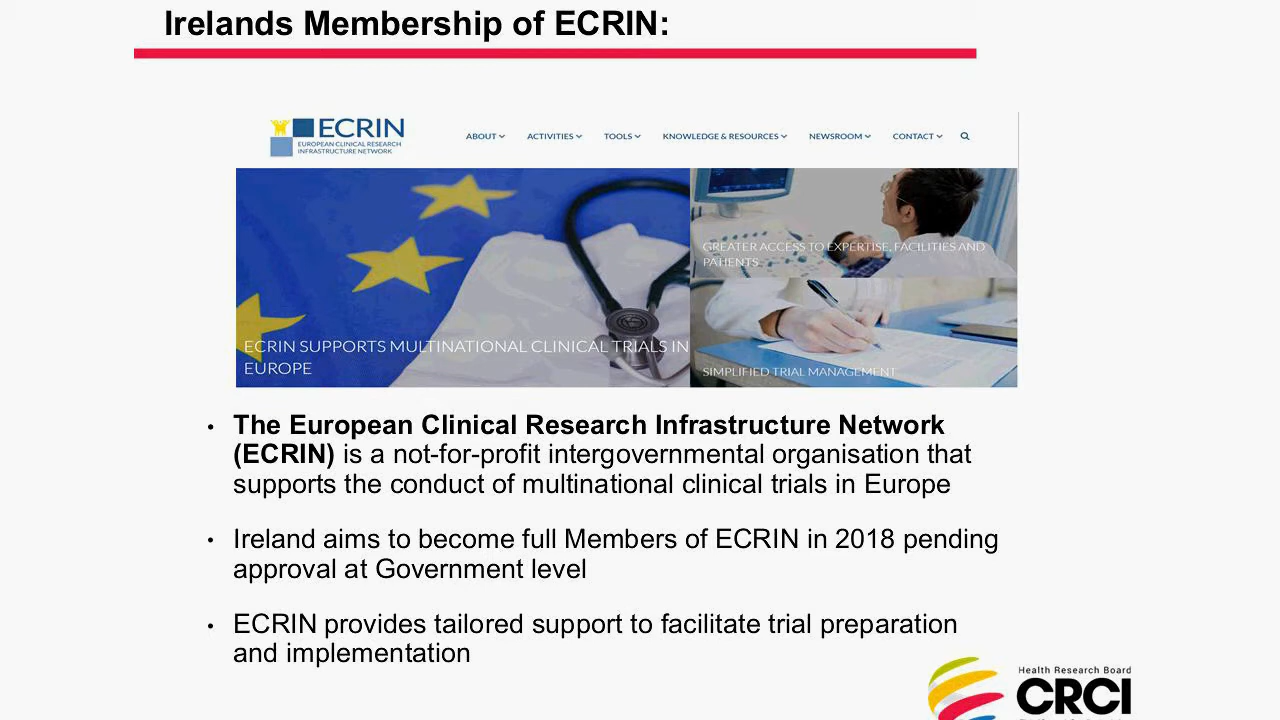 Irelands Membership of ECRIN:
ECRIN
EUROPEAN CLINICAL RESEARCH
INFRASTRUCTURE NETWORK
ABOUT
ACTIVITIES
TOOLS
KNOWLEDGE & RESOURCES
NEWSROOM
CONTACT
GREATER ACCESS TO EXPERTISE, FACILITIES AND
PATIENTS
ECRIN SUPPORTS MULTINATIONAL CLINICAL TRIALS IN
EUROPE
SIMPLIFIED TRIAL MANAGEMENT
• The European Clinical Research Infrastructure Network
(ECRIN) is a not-for-profit intergovernmental organisation that
supports the conduct of multinational clinical trials in Europe
• Ireland aims to become full Members of ECRIN in 2018 pending
approval at Government level
• ECRIN provides tailored support to facilitate trial preparation
and implementation
Health Research Board
CRCI